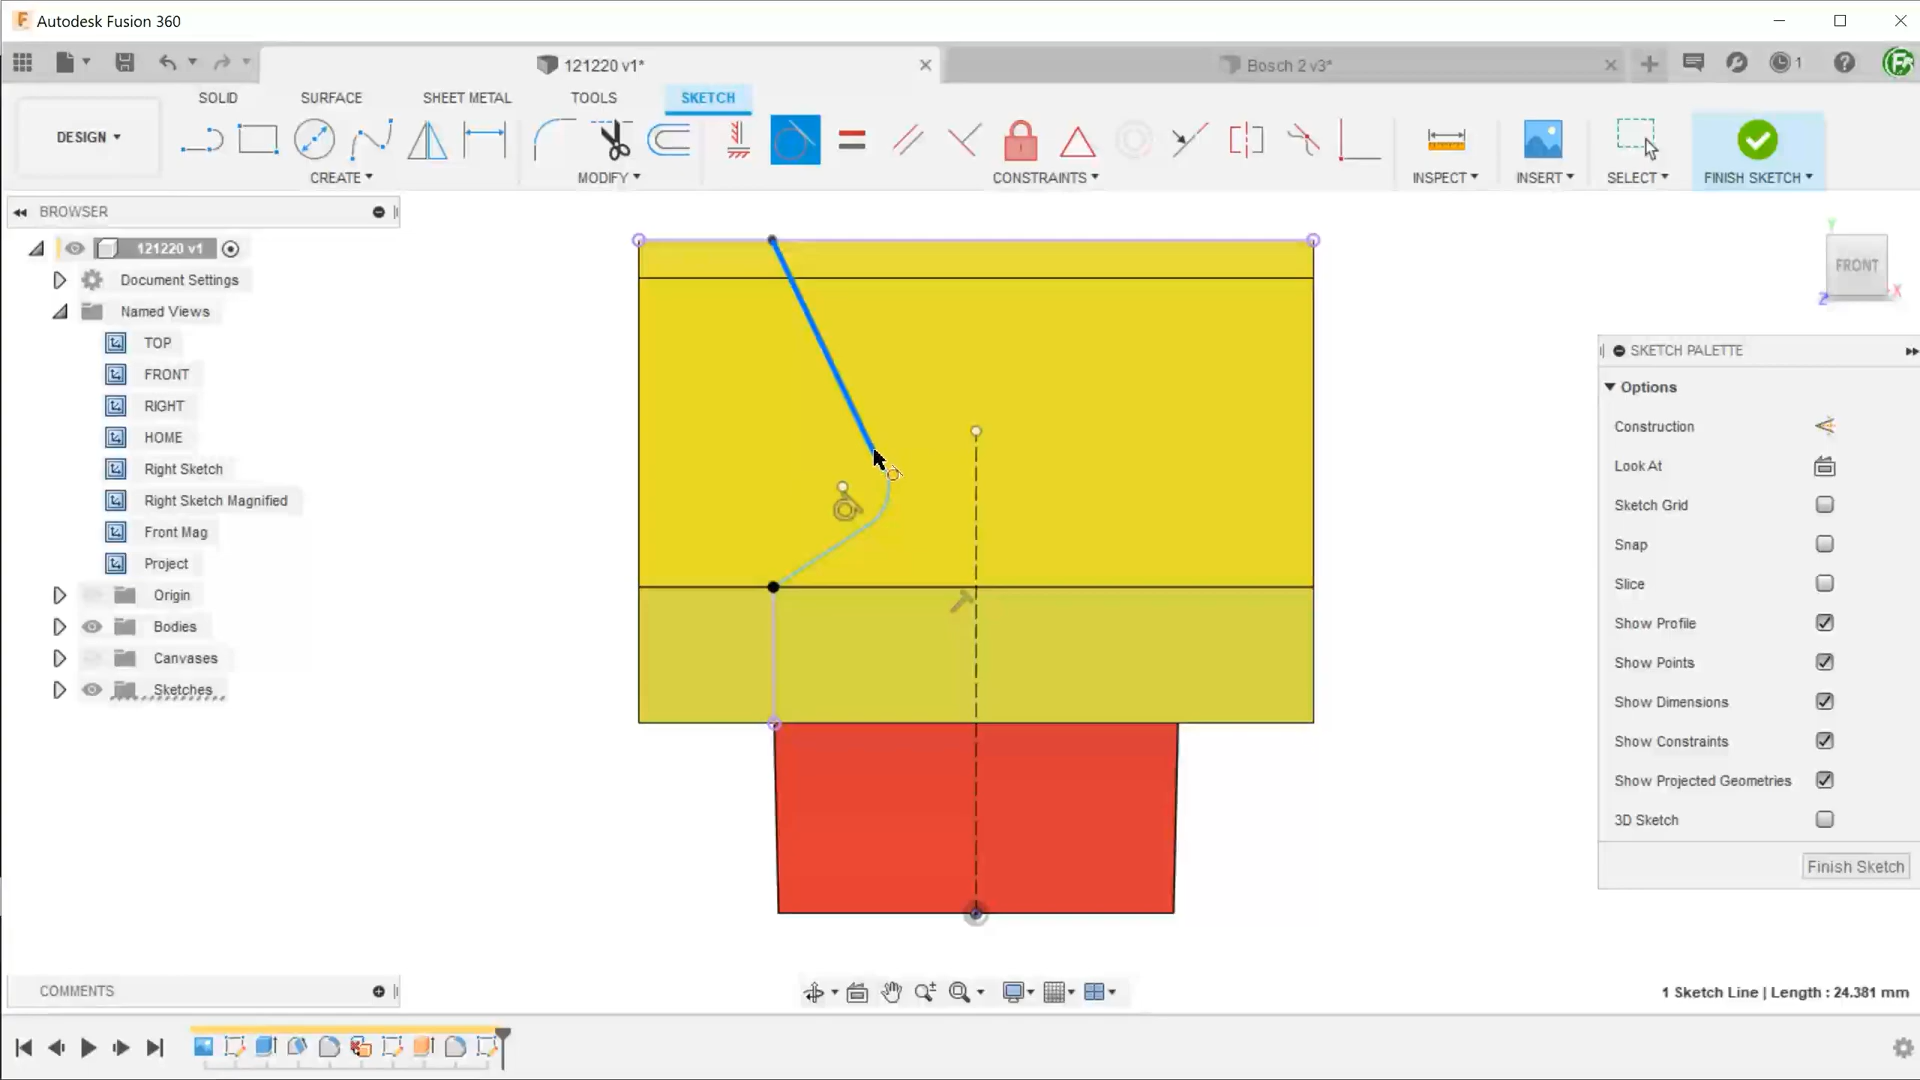 Autodesk Fusion 360
121220 v1*
Bosch 2 v3*
1
SOLID
SURFACE
SHEET METAL
TOOLS
SKETCH
DESIGN
CREATE
MODIFY
CONSTRAINTS
INSPECT
INSERT
SELECT
FINISH SKETCH
BROWSER
121220 v1
Document Settings
Named Views
TOP
FRONT
RIGHT
HOME
Right Sketch
Right Sketch Magnified
Front Mag
Project
Origin
Bodies
Canvases
Sketches
Y
FRONT
Z
X
SKETCH PALETTE
Options
Construction
Look At
Sketch Grid
Snap
Slice
Show Profile
Show Points
Show Dimensions
Show Constraints
Show Projected Geometries
3D Sketch
Finish Sketch
COMMENTS
1 Sketch Line | Length : 24.381 mm